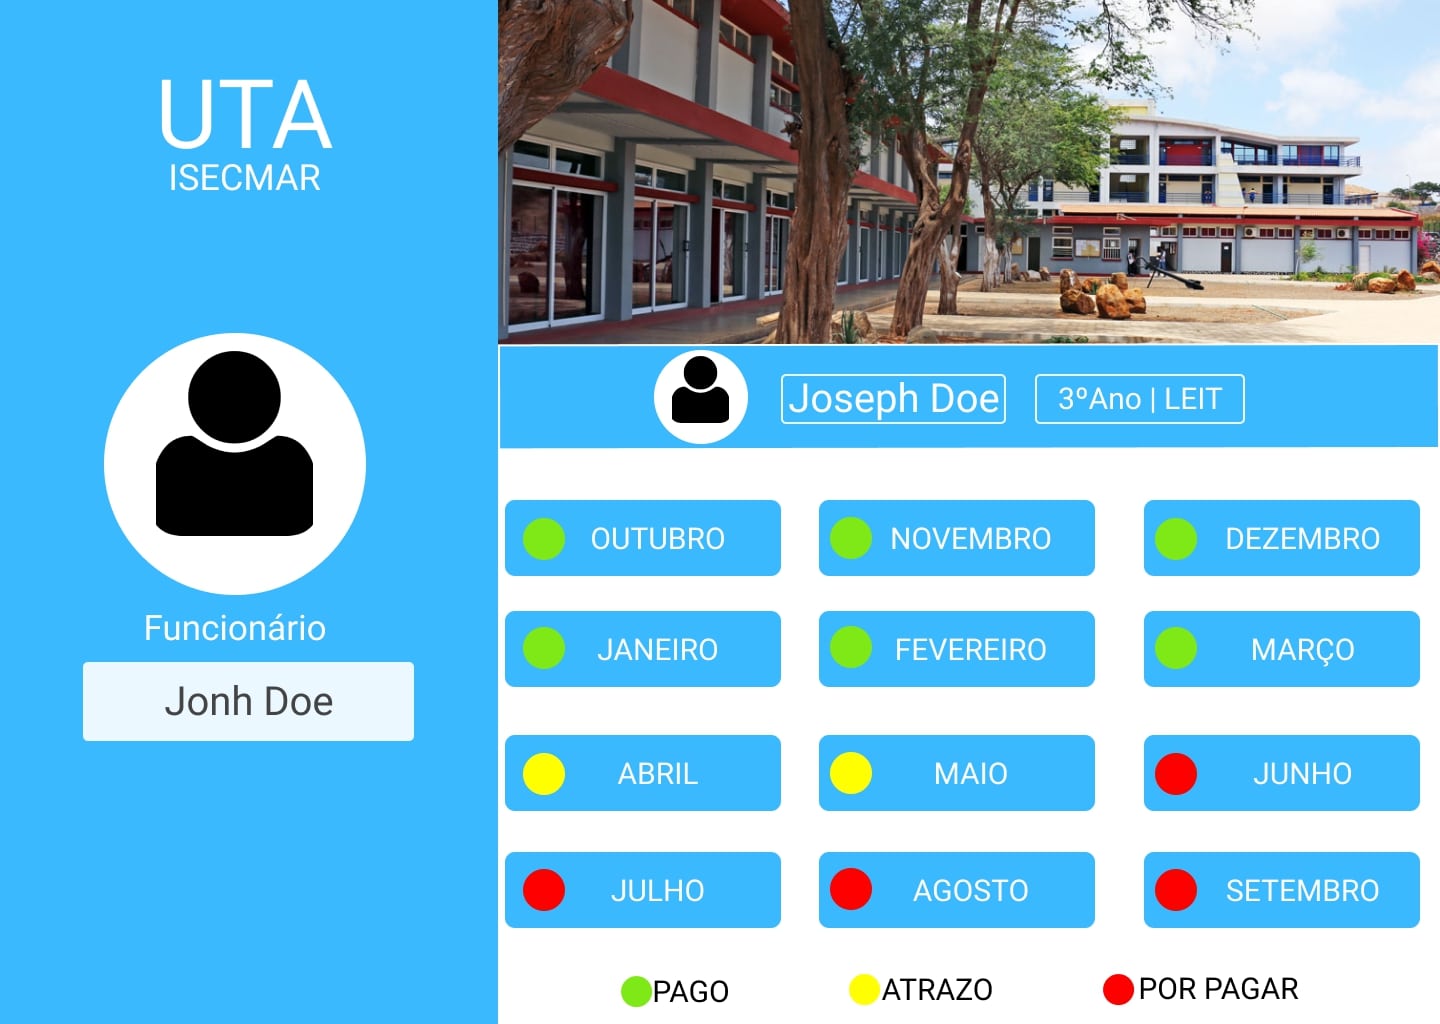 UTA
ISECMAR
Funcionário
Jonh Doe
Joseph Doe
3ºAno | LEIT
OUTUBRO
NOVEMBRO
DEZEMBRO
JANEIRO
FEVEREIRO
MARÇO
ABRIL
MAIO
JUNHO
JULHO
AGOSTO
SETEMBRO
PAGO
ATRAZO
POR PAGAR